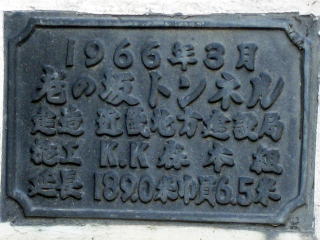 1966年3月
老の坂トンネル
建造 近畿地方建設局
施工 K.K 森本組
延長 189.0米 巾員6.5米